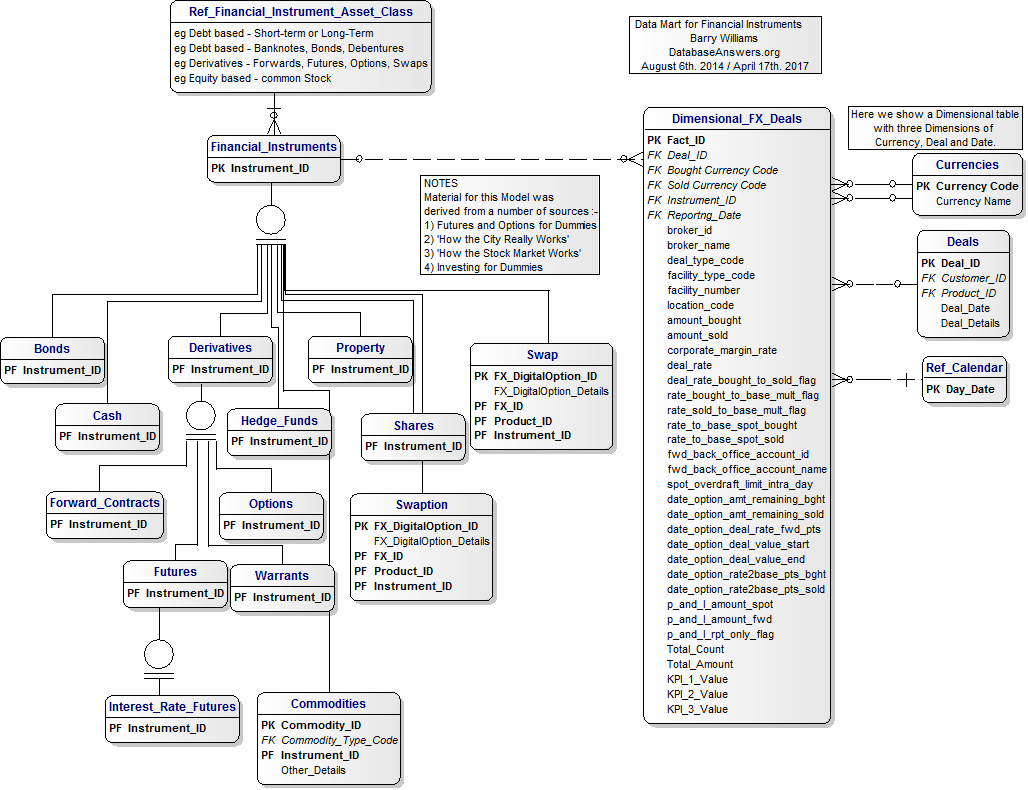 Ref_Financial_Instrument_Asset_Class
eg Debt based - Short-term or Long-Term
eg Debt based - Banknotes, Bonds, Debentures
eg Derivatives - Forwards, Futures, Options, Swaps
eg Equity based - common Stock
Data Mart for Financial Instruments
Barry Williams
DatabaseAnswers.org
August 6th. 2014 / April 17th. 2017
Financial_Instruments
PK Instrument_ID
NOTES
Material for this Model was
derived from a number of sources :-
1) Futures and Options for Dummies
2) 'How the City Really Works'
3) 'How the Stock Market Works'
4) Investing for Dummies
Dimensional_FX_Deals
PK Fact_ID
FK Deal_ID
FK Bought Currency Code
FK Sold Currency Code
FK Instrument_ID
FK Reportng_Date
broker_id
broker_name
deal_type_code
facility_type_code
facility_number
location_code
amount_bought
amount_sold
corporate_margin_rate
deal_rate
deal_rate_bought_to_sold_flag
rate_bought_to_base_mult_flag
rate_sold_to_base_mult_flag
rate_to_base_spot_bought
rate_to_base_spot_sold
fwd_back_office_account_id
fwd_back_office_account_name
spot_overdraft_limit_intra_day
date_option_amt_remaining_bght
date_option_amt_remaining_sold
date_option_deal_rate_fwd_pts
date_option_deal_value_start
date_option_deal_value_end
date_option_rate2base_pts_bght
date_option_rate2base_pts_sold
p_and_l_amount_spot
p_and_l_amount_fwd
p_and_l_rpt_only_flag
Total_Count
Total_Amount
KPI_1_Value
KPI_2_Value
KPI_3_Value
Here we show a Dimensional table
with three Dimensions of
Currency, Deal and Date.
Currencies
PK Currency Code
Currency Name
Deals
PK Deal_ID
FK Customer_ID
FK Product_ID
Deal_Date
Deal_Details
Ref_Calendar
PK Day_Date
Bonds
PF Instrument_ID
Cash
PF Instrument_ID
Derivatives
PF Instrument_ID
Hedge_Funds
PF Instrument_ID
Property
PF Instrument_ID
Shares
PF Instrument_ID
Swap
PK FX_DigitalOption_ID
FX_DigitalOption_Details
PF FX_ID
PF Product_ID
PF Instrument_ID
Forward_Contracts
PF Instrument_ID
Options
PF Instrument_ID
Swaption
PK FX_DigitalOption_ID
FX_DigitalOption_Details
PF FX_ID
PF Product_ID
PF Instrument_ID
Futures
PF Instrument_ID
Warrants
PF Instrument_ID
Interest_Rate_Futures
PF Instrument_ID
Commodities
PK Commodity_ID
FK Commodity_Type_Code
PF Instrument_ID
Other_Details